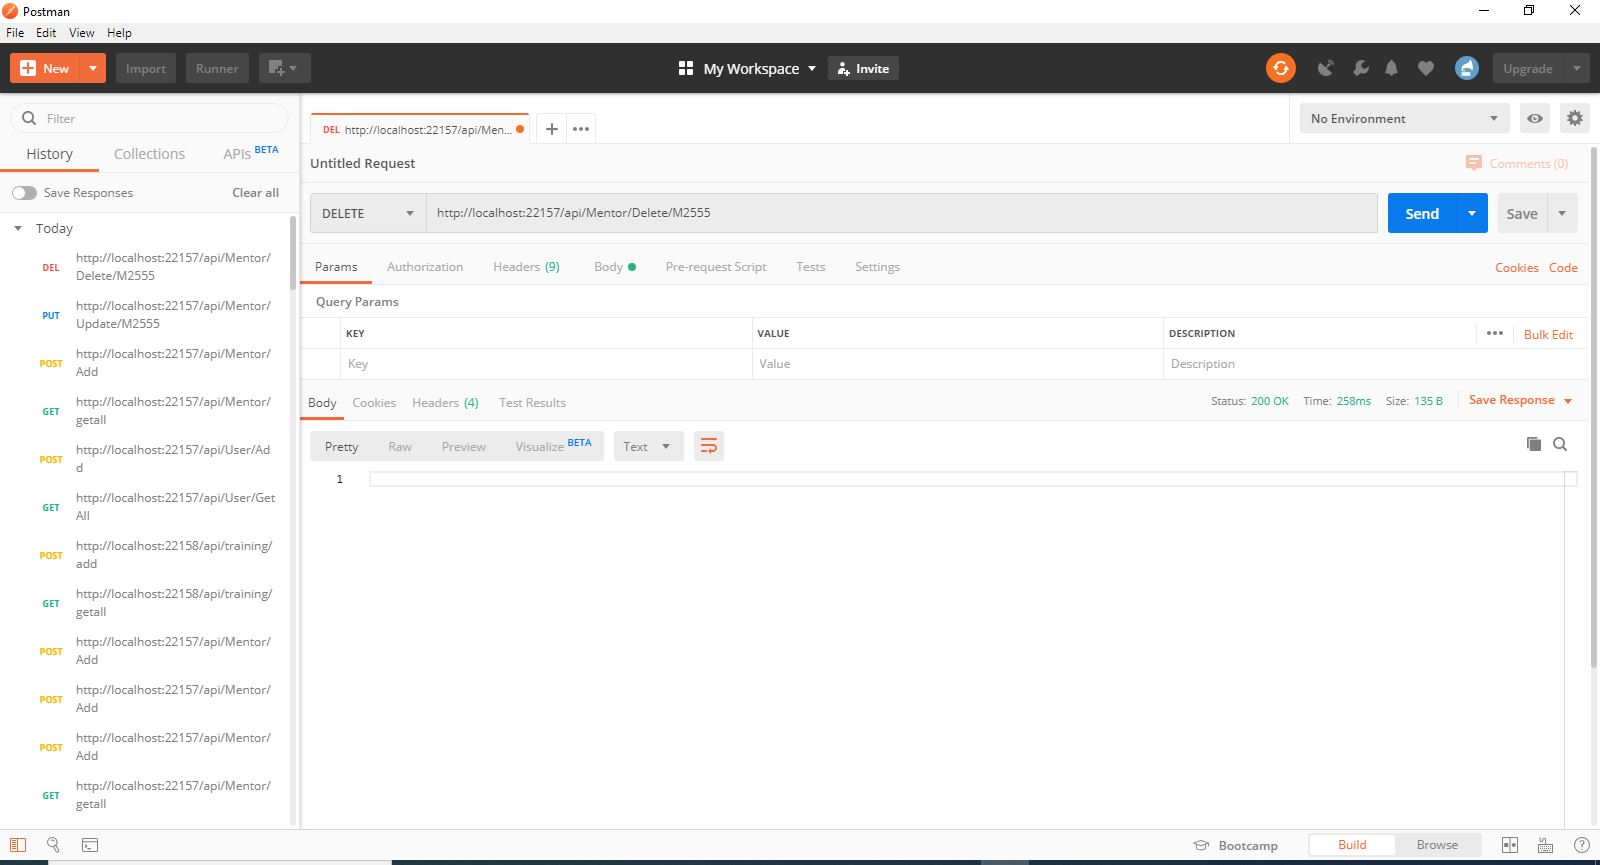 Postman
File Edit View Help
New Import Runner My Workspace Invite Upgrade
Filter
History Collections APIs BETA
Save Responses Clear all
Today
DEL http://localhost:22157/api/Mentor/
Delete/M2555
PUT http://localhost:22157/api/Mentor/
Update/M2555
POST http://localhost:22157/api/Mentor/
Add
GET http://localhost:22157/api/Mentor/
getall
POST http://localhost:22157/api/User/Ad
d
GET http://localhost:22157/api/User/Get
All
POST http://localhost:22158/api/training/
add
GET http://localhost:22158/api/training/
getall
POST http://localhost:22157/api/Mentor/
Add
POST http://localhost:22157/api/Mentor/
Add
POST http://localhost:22157/api/Mentor/
Add
GET http://localhost:22157/api/Mentor/
getall
DEL http://localhost:22157/api/Men...
No Environment
Untitled Request
Comments (0)
DELETE http://localhost:22157/api/Mentor/Delete/M2555 Send Save
Params Authorization Headers (9) Body Pre-request Script Tests Settings Cookies Code
Query Params
KEY VALUE DESCRIPTION Bulk Edit
Key Value Description
Body Cookies Headers (4) Test Results Status: 200 OK Time: 258ms Size: 135 B Save Response
Pretty Raw Preview Visualize BETA Text
1
Bootcamp Build Browse